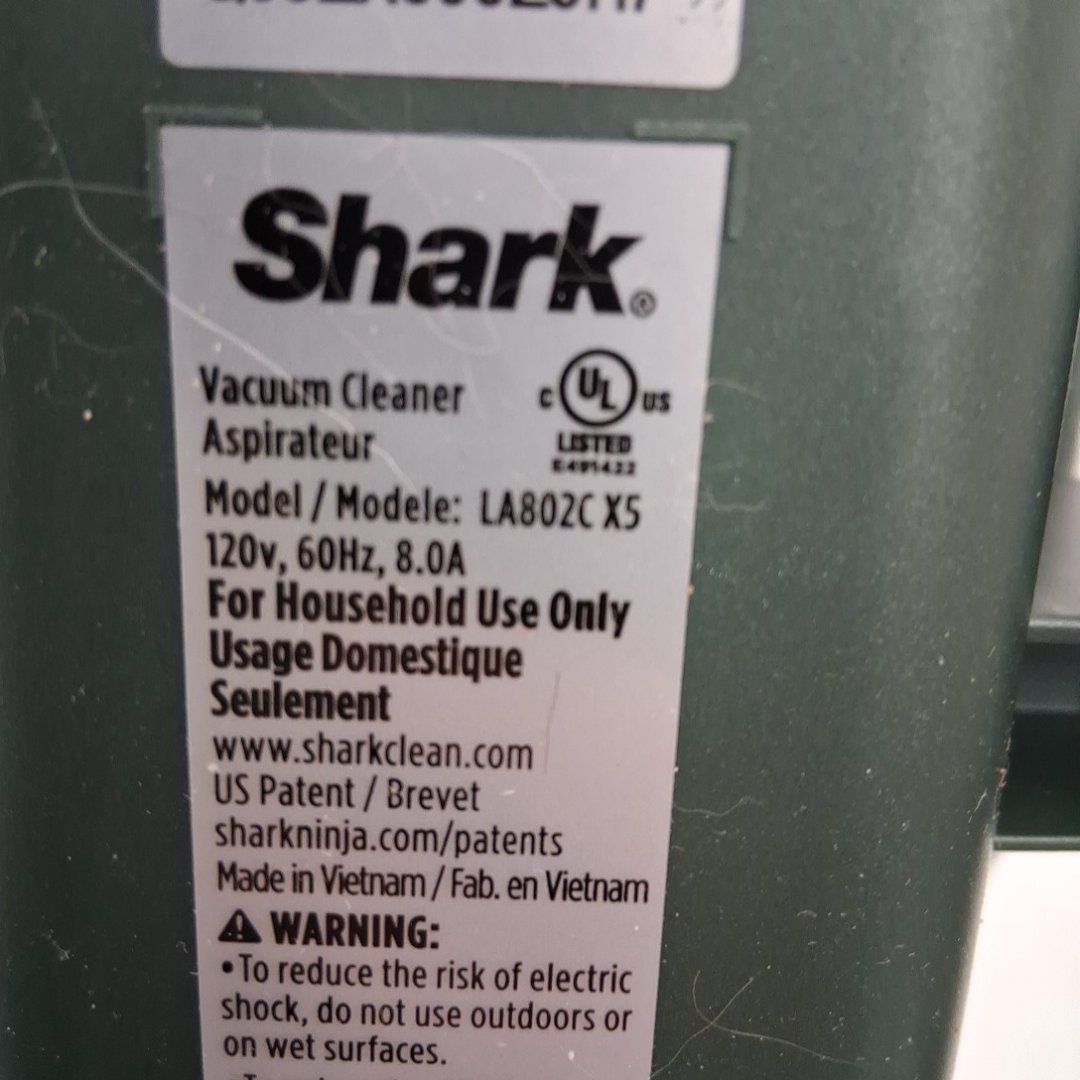 Shark®
Vacuum Cleaner
Aspirateur
C UL US
LISTED
E491422
Model / Modele: LA802C X5
120v, 60Hz, 8.0A
For Household Use Only
Usage Domestique
Seulement
www.sharkclean.com
US Patent / Brevet
sharkninja.com/patents
Made in Vietnam / Fab. en Vietnam
WARNING:
•To reduce the risk of electric
shock, do not use outdoors or
on wet surfaces.